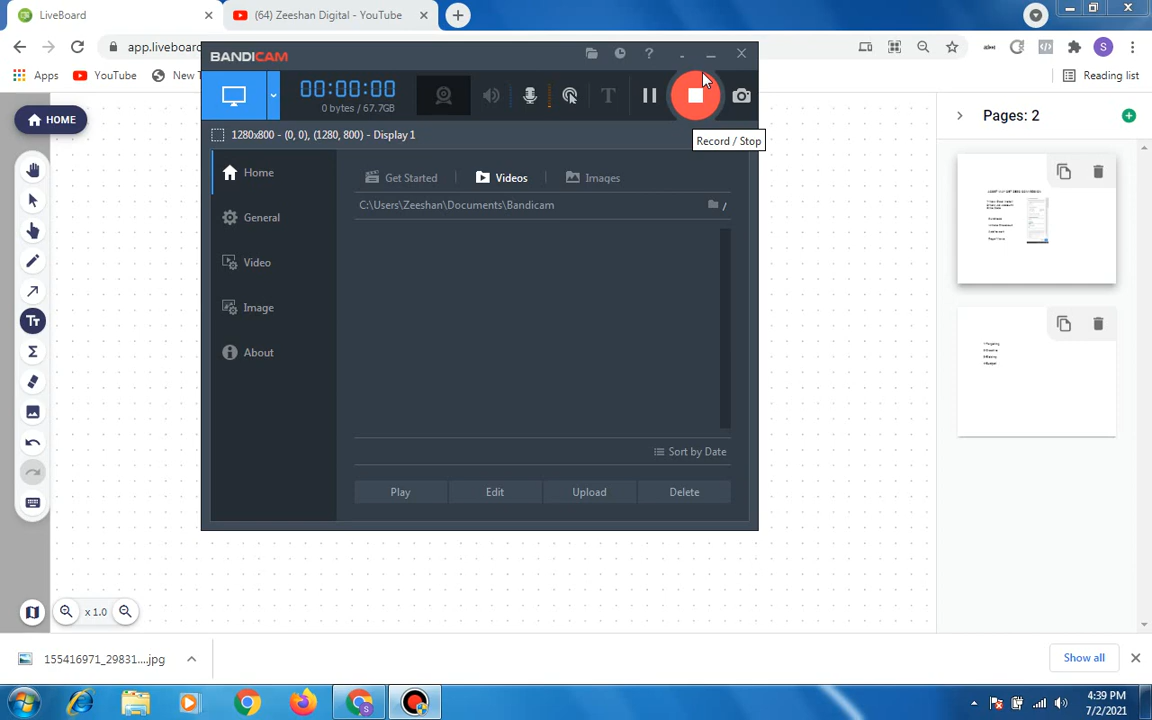 LiveBoard
(64) Zeeshan Digital - YouTube
app.liveboar
S
Apps
YouTube
New T
Reading list
HOME
BANDICAM
00:00:00
0 bytes / 67.7GB
T
Record / Stop
1280x800 - (0, 0), (1280, 800) - Display 1
Home
General
Video
Image
About
Get Started
Videos
Images
C:\Users\Zeeshan\Documents\Bandicam
/
Sort by Date
Play
Edit
Upload
Delete
Pages: 2
x 1.0
155416971_29831....jpg
Show all
4:39 PM
7/2/2021